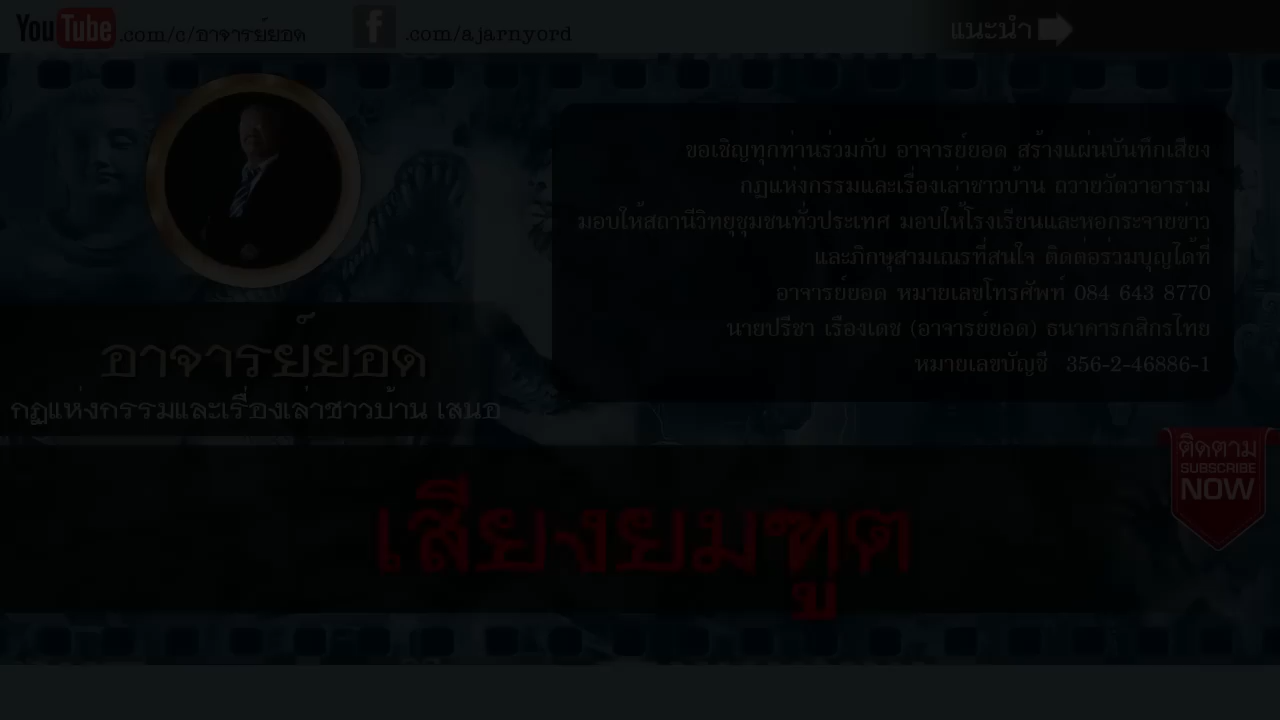 YouTube.com/c/อาจารย์ยอด
f .com/ajarnyord
แนะนำ
ขอเชิญทุกท่านร่วมกับ อาจารย์ยอด สร้างแผ่นบันทึกเสียง
กฏแห่งกรรมและเรื่องเล่าชาวบ้าน ถวายวัดวาอาราม
มอบให้สถานีวิทยุชุมชนทั่วประเทศ มอบให้โรงเรียนและหอกระจายข่าว
และภิกษุสามเณรที่สนใจ ติดต่อร่วมบุญได้ที่
อาจารย์ยอด หมายเลขโทรศัพท์ 084 643 8770
นายปรีชา เรืองเดช (อาจารย์ยอด) ธนาคารกสิกรไทย
หมายเลขบัญชี 356-2-46886-1
อาจารย์ยอด
กฏแห่งกรรมและเรื่องเล่าชาวบ้าน เสนอ
ติดตาม
SUBSCRIBE
NOW
เสียงยมฑูต